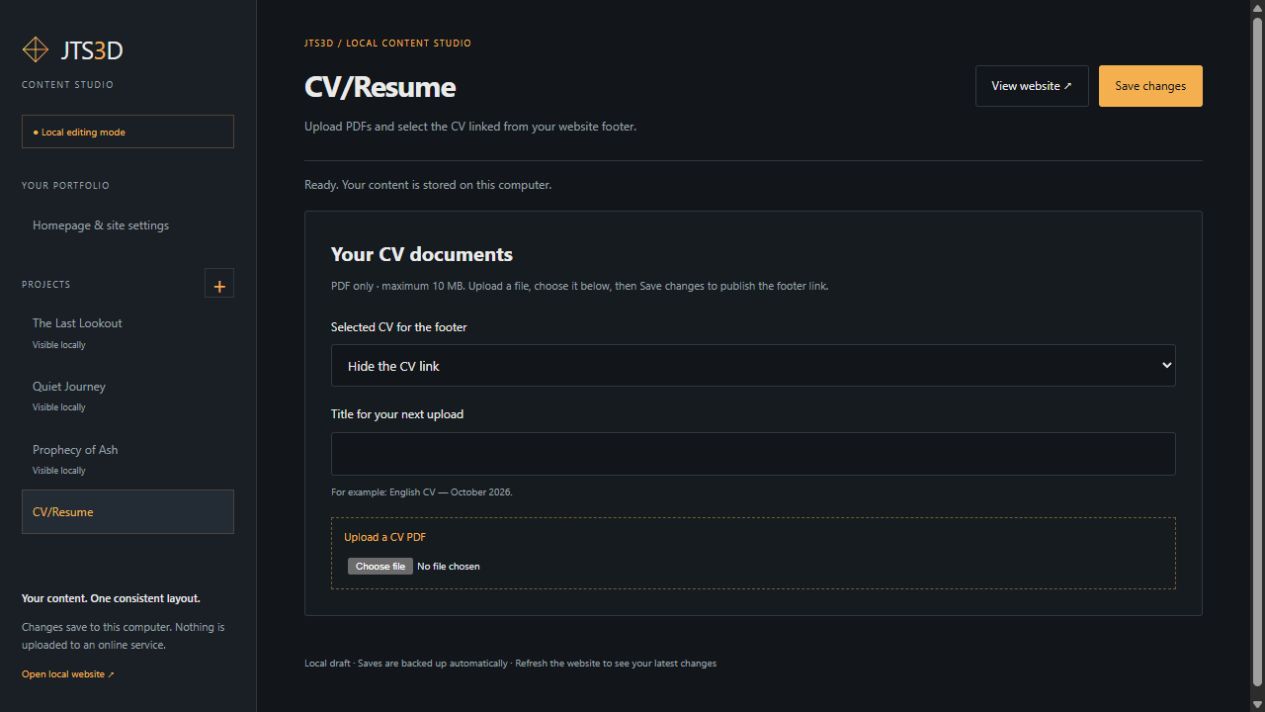 JTS3D
CONTENT STUDIO
● Local editing mode
YOUR PORTFOLIO
Homepage & site settings
PROJECTS
+
The Last Lookout
Visible locally
Quiet Journey
Visible locally
Prophecy of Ash
Visible locally
CV/Resume
Your content. One consistent layout.
Changes save to this computer. Nothing is
uploaded to an online service.
Open local website ↗
JTS3D / LOCAL CONTENT STUDIO
CV/Resume
View website ↗
Save changes
Upload PDFs and select the CV linked from your website footer.
Ready. Your content is stored on this computer.
Your CV documents
PDF only · maximum 10 MB. Upload a file, choose it below, then Save changes to publish the footer link.
Selected CV for the footer
Hide the CV link
Title for your next upload
For example: English CV — October 2026.
Upload a CV PDF
Choose file No file chosen
Local draft · Saves are backed up automatically · Refresh the website to see your latest changes